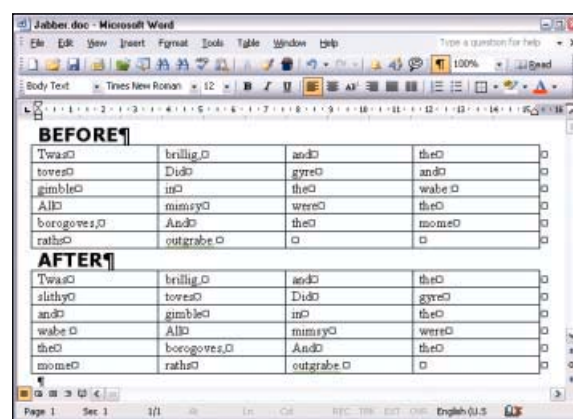 Jabber.doc - Microsoft Word
File Edit View Insert Format Tools Table Window Help Type a question for help
100% Read
Body Text Times New Roman 12 B I U
BEFORE¶
Twas brillig, and the
toves Did gyre and
gimble in the wabe:
All mimsy were the
borogoves, And the mome
raths outgrabe.
AFTER¶
Twas brillig, and the
slithy toves Did gyre
and gimble in the
wabe: All mimsy were
the borogoves, And the
mome raths outgrabe.
¶
Page 1 Sec 1 1/1 At Ln Col REC TRK EXT OVR English (U.S